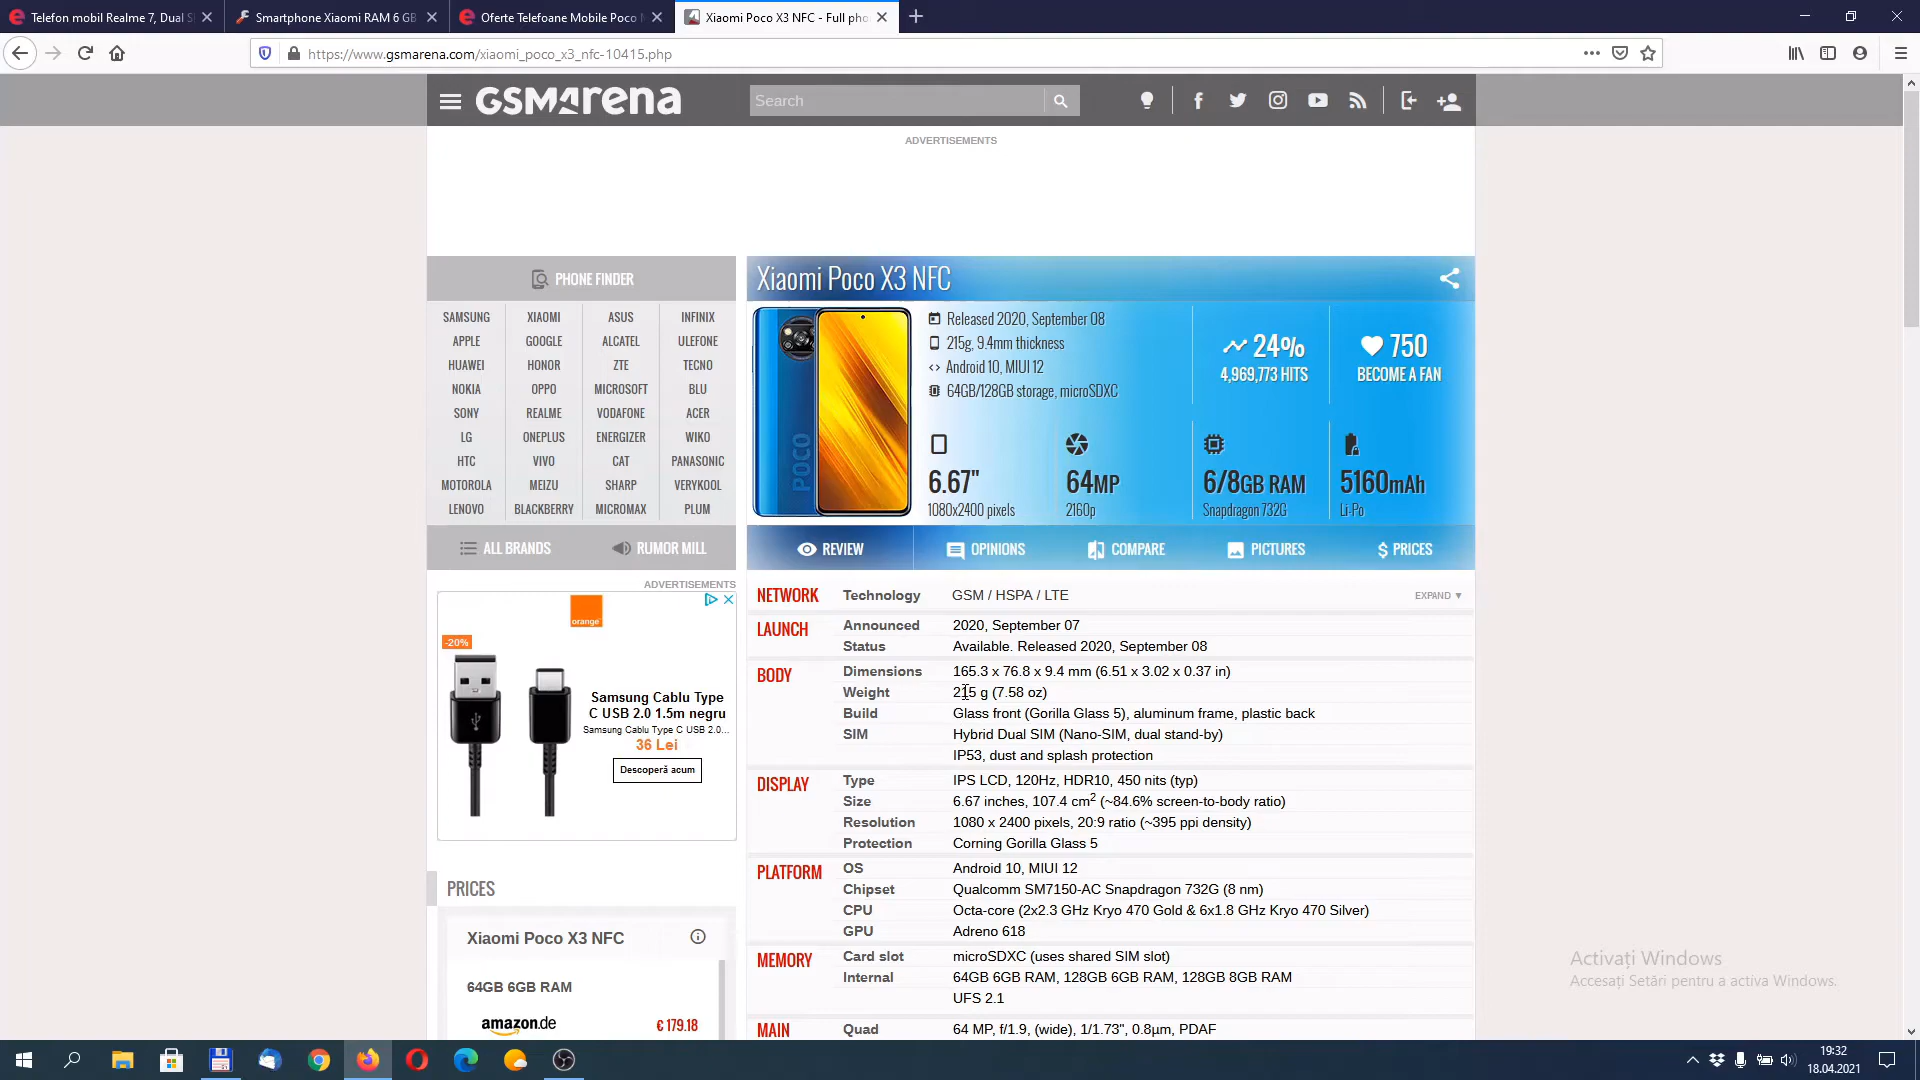 Telefon mobil Realme 7, Dual S
Smartphone Xiaomi RAM 6 GB
Oferte Telefoane Mobile Poco M
Xiaomi Poco X3 NFC - Full pho
https://www.gsmarena.com/xiaomi_poco_x3_nfc-10415.php
GSMArena
Search
ADVERTISEMENTS
PHONE FINDER
SAMSUNG XIAOMI ASUS INFINIX
APPLE GOOGLE ALCATEL ULEFONE
HUAWEI HONOR ZTE TECNO
NOKIA OPPO MICROSOFT BLU
SONY REALME VODAFONE ACER
LG ONEPLUS ENERGIZER WIKO
HTC VIVO CAT PANASONIC
MOTOROLA MEIZU SHARP VERYKOOL
LENOVO BLACKBERRY MICROMAX PLUM
ALL BRANDS RUMOR MILL
ADVERTISEMENTS
orange
-20%
Samsung Cablu Type
C USB 2.0 1.5m negru
Samsung Cablu Type C USB 2.0...
36 Lei
Descoperă acum
PRICES
Xiaomi Poco X3 NFC
64GB 6GB RAM
amazon.de € 179.18
Xiaomi Poco X3 NFC
POCO
Released 2020, September 08
215g, 9.4mm thickness
Android 10, MIUI 12
64GB/128GB storage, microSDXC
24%
4,969,773 HITS
750
BECOME A FAN
6.67"
1080x2400 pixels
64MP
2160p
6/8GB RAM
Snapdragon 732G
5160mAh
Li-Po
REVIEW OPINIONS COMPARE PICTURES PRICES
NETWORK Technology GSM / HSPA / LTE EXPAND ▼
LAUNCH Announced 2020, September 07
Status Available. Released 2020, September 08
BODY Dimensions 165.3 x 76.8 x 9.4 mm (6.51 x 3.02 x 0.37 in)
Weight 215 g (7.58 oz)
Build Glass front (Gorilla Glass 5), aluminum frame, plastic back
SIM Hybrid Dual SIM (Nano-SIM, dual stand-by)
IP53, dust and splash protection
DISPLAY Type IPS LCD, 120Hz, HDR10, 450 nits (typ)
Size 6.67 inches, 107.4 cm2 (~84.6% screen-to-body ratio)
Resolution 1080 x 2400 pixels, 20:9 ratio (~395 ppi density)
Protection Corning Gorilla Glass 5
PLATFORM OS Android 10, MIUI 12
Chipset Qualcomm SM7150-AC Snapdragon 732G (8 nm)
CPU Octa-core (2x2.3 GHz Kryo 470 Gold & 6x1.8 GHz Kryo 470 Silver)
GPU Adreno 618
MEMORY Card slot microSDXC (uses shared SIM slot)
Internal 64GB 6GB RAM, 128GB 6GB RAM, 128GB 8GB RAM
UFS 2.1
MAIN Quad 64 MP, f/1.9, (wide), 1/1.73", 0.8µm, PDAF
Activați Windows
Accesați Setări pentru a activa Windows.
19:32
18.04.2021